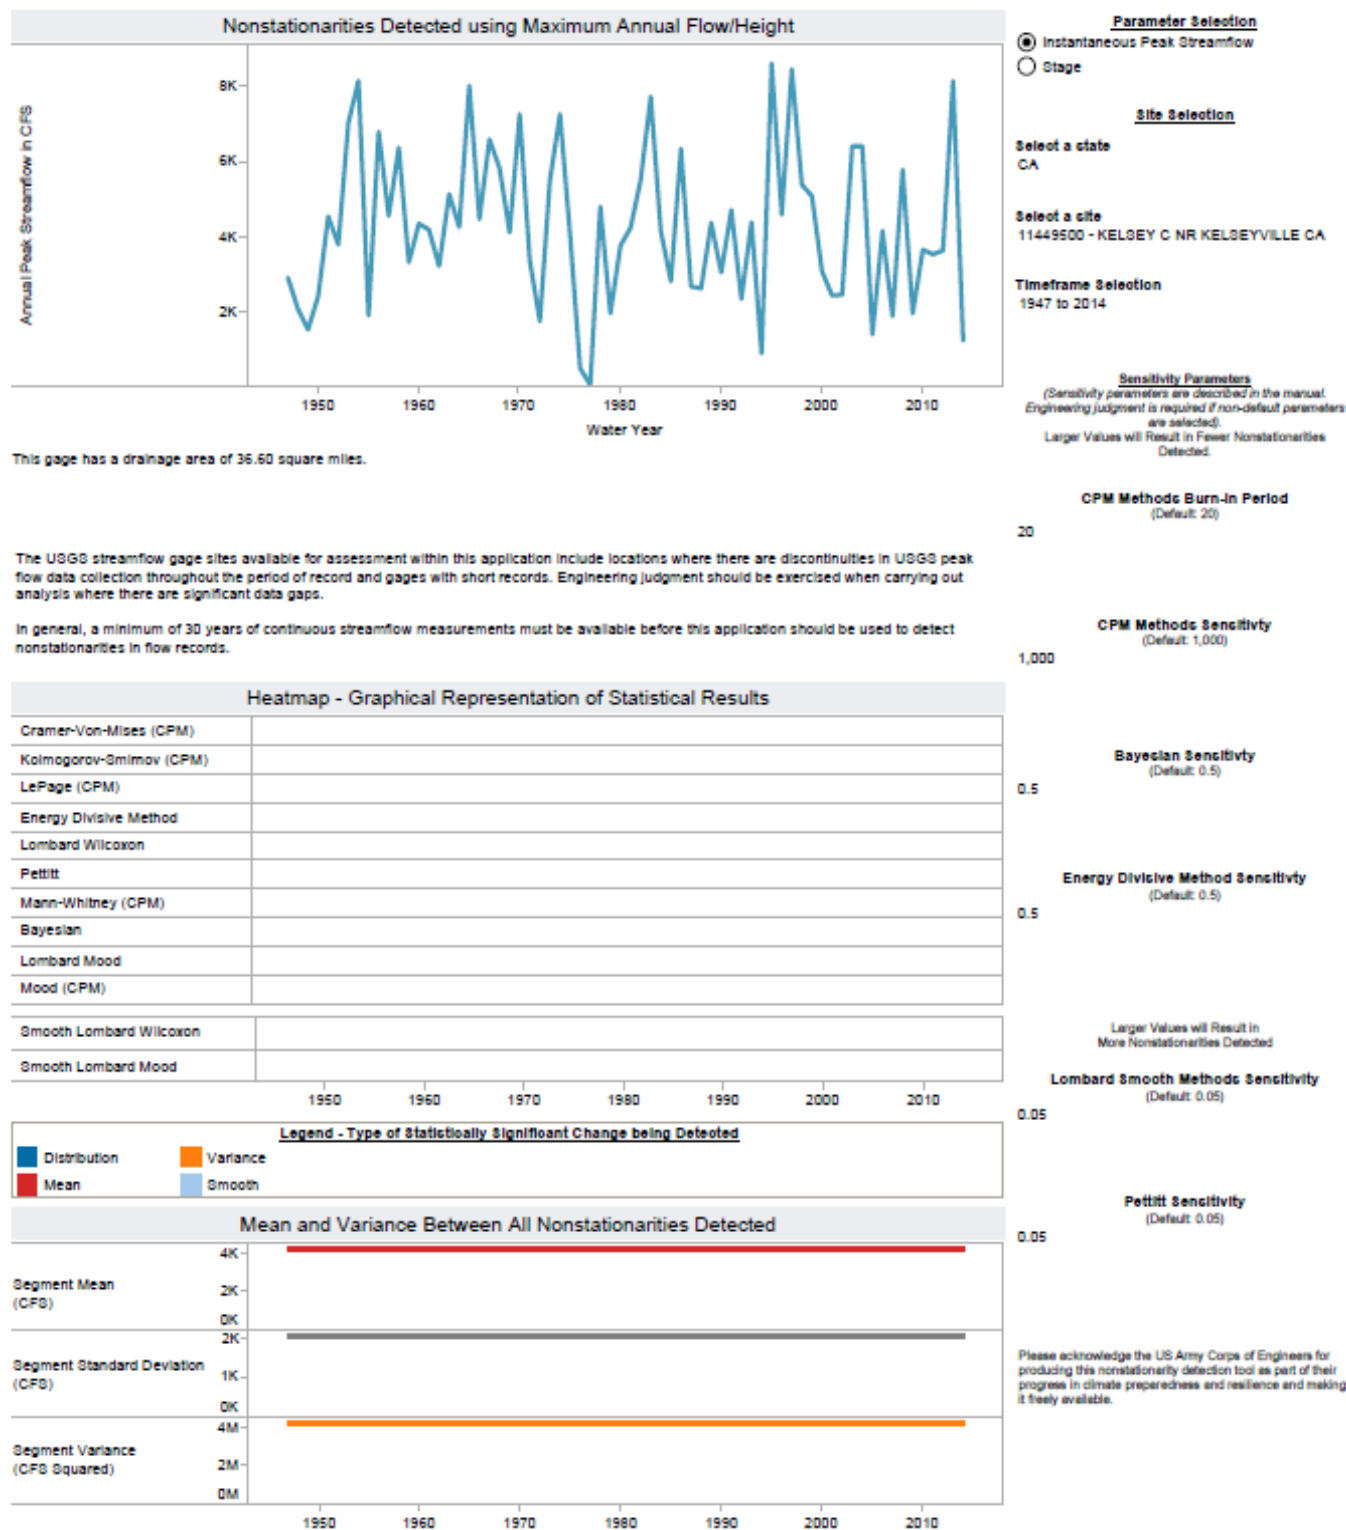 Nonstationarities Detected using Maximum Annual Flow/Height
Annual Peak Streamflow in CFS
8K
6K
4K
2K
1950 1960 1970 1980 1990 2000 2010
Water Year
This gage has a drainage area of 36.60 square miles.
The USGS streamflow gage sites available for assessment within this application include locations where there are discontinuities in USGS peak
flow data collection throughout the period of record and gages with short records. Engineering judgment should be exercised when carrying out
analysis where there are significant data gaps.
In general, a minimum of 30 years of continuous streamflow measurements must be available before this application should be used to detect
nonstationarities in flow records.
Heatmap - Graphical Representation of Statistical Results
Cramer-Von-Mises (CPM)
Kolmogorov-Smirnov (CPM)
LePage (CPM)
Energy Divisive Method
Lombard Wilcoxon
Pettitt
Mann-Whitney (CPM)
Bayesian
Lombard Mood
Mood (CPM)
Smooth Lombard Wilcoxon
Smooth Lombard Mood
1950 1960 1970 1980 1990 2000 2010
Legend - Type of Statistically Significant Change being Detected
Distribution Variance
Mean Smooth
Mean and Variance Between All Nonstationarities Detected
Segment Mean
(CFS)
4K
2K
0K
Segment Standard Deviation
(CFS)
2K
1K
0K
Segment Variance
(CFS Squared)
4M
2M
0M
1950 1960 1970 1980 1990 2000 2010
Parameter Selection
Instantaneous Peak Streamflow
Stage
Site Selection
Select a state
CA
Select a site
11449500 - KELSEY C NR KELSEYVILLE CA
Timeframe Selection
1947 to 2014
Sensitivity Parameters
(Sensitivity parameters are described in the manual.
Engineering judgment is required if non-default parameters
are selected).
Larger Values will Result in Fewer Nonstationarities
Detected.
CPM Methods Burn-In Period
(Default: 20)
20
CPM Methods Sensitivty
(Default: 1,000)
1,000
Bayesian Sensitivty
(Default: 0.5)
0.5
Energy Divisive Method Sensitivty
(Default: 0.5)
0.5
Larger Values will Result in
More Nonstationarities Detected
Lombard Smooth Methods Sensitivity
(Default: 0.05)
0.05
Pettitt Sensitivity
(Default: 0.05)
0.05
Please acknowledge the US Army Corps of Engineers for
producing this nonstationarity detection tool as part of their
progress in climate preparedness and resilience and making
it freely available.